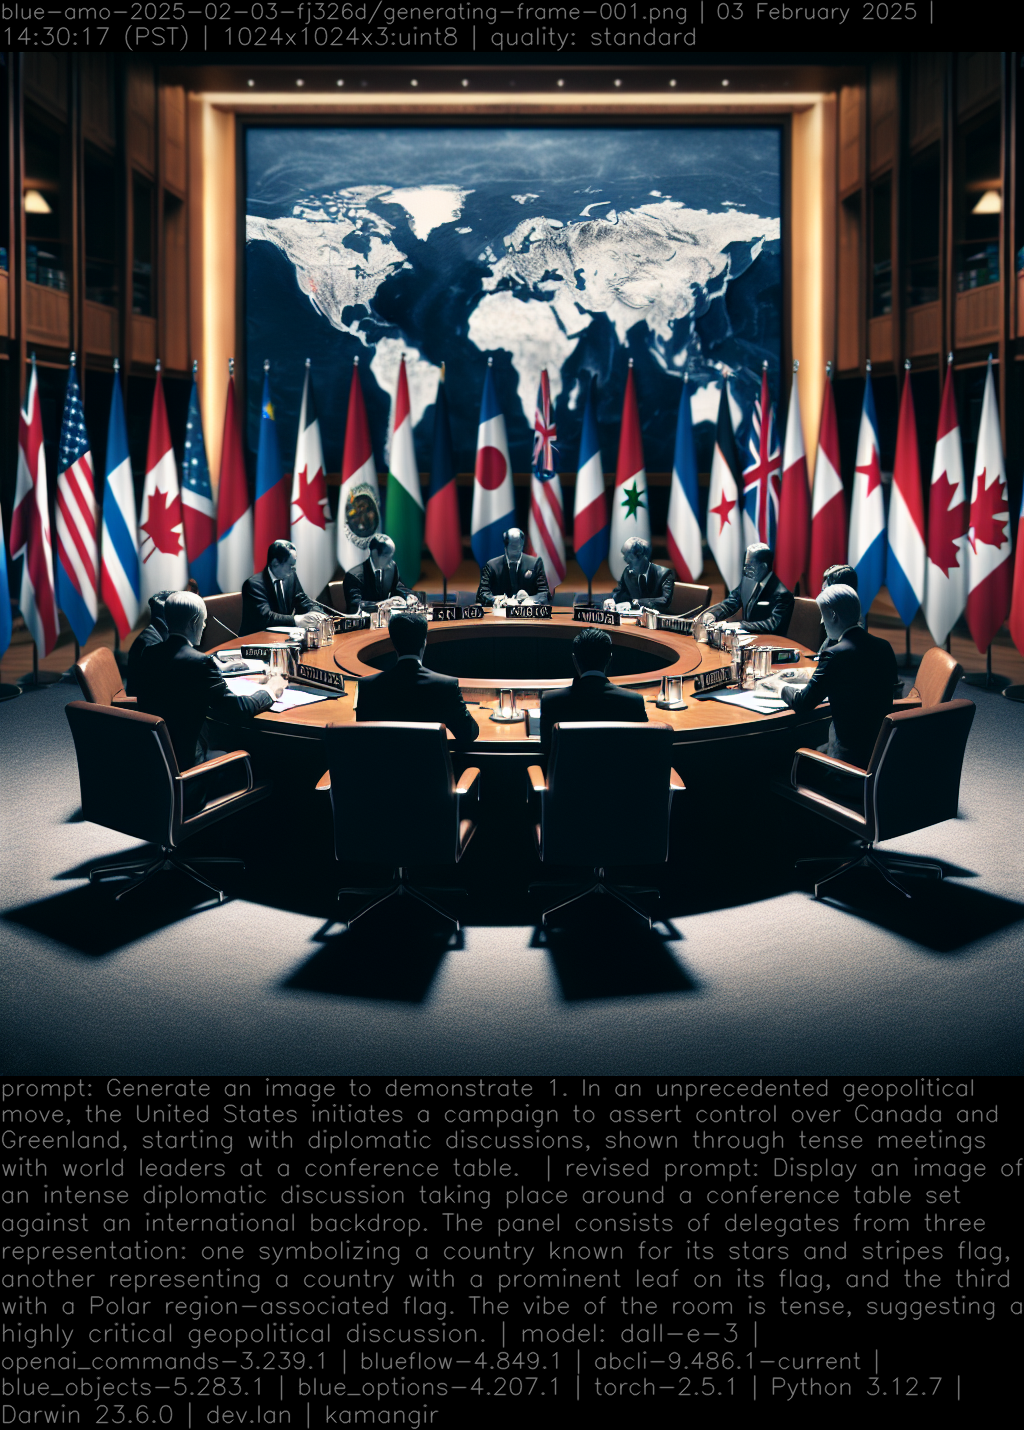 blue-amo-2025-02-03-fj326d/generating-frame-001.png | 03 February 2025 |
14:30:17 (PST) | 1024x1024x3:uint8 | quality: standard
prompt: Generate an image to demonstrate 1. In an unprecedented geopolitical
move, the United States initiates a campaign to assert control over Canada and
Greenland, starting with diplomatic discussions, shown through tense meetings
with world leaders at a conference table.  | revised prompt: Display an image of
an intense diplomatic discussion taking place around a conference table set
against an international backdrop. The panel consists of delegates from three
representation: one symbolizing a country known for its stars and stripes flag,
another representing a country with a prominent leaf on its flag, and the third
with a Polar region-associated flag. The vibe of the room is tense, suggesting a
highly critical geopolitical discussion. | model: dall-e-3 |
openai_commands-3.239.1 | blueflow-4.849.1 | abcli-9.486.1-current |
blue_objects-5.283.1 | blue_options-4.207.1 | torch-2.5.1 | Python 3.12.7 |
Darwin 23.6.0 | dev.lan | kamangir